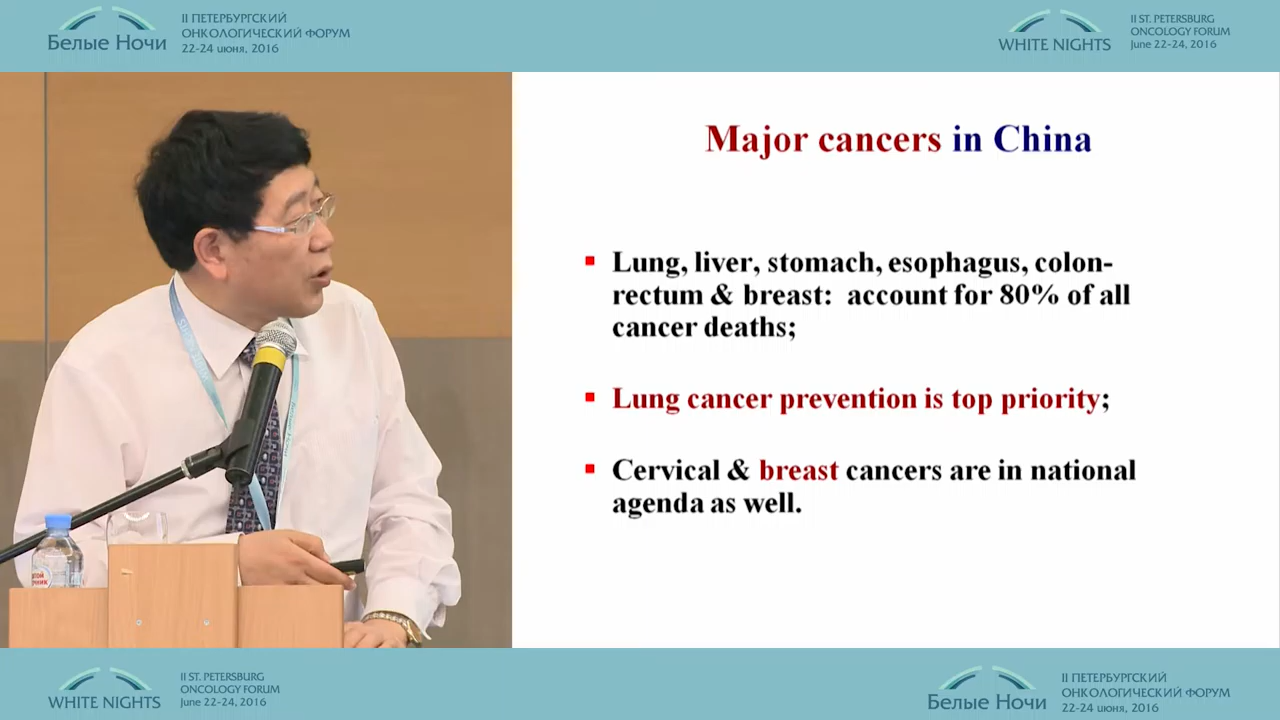 Белые Ночи
II ПЕТЕРБУРГСКИЙ
ОНКОЛОГИЧЕСКИЙ ФОРУМ
22-24 июня, 2016
WHITE NIGHTS
II ST. PETERSBURG
ONCOLOGY FORUM
June 22-24, 2016
Major cancers in China
Lung, liver, stomach, esophagus, colon-
rectum & breast: account for 80% of all
cancer deaths;
Lung cancer prevention is top priority;
Cervical & breast cancers are in national
agenda as well.
WHITE NIGHTS
II ST. PETERSBURG
ONCOLOGY FORUM
June 22-24, 2016
Белые Ночи
II ПЕТЕРБУРГСКИЙ
ОНКОЛОГИЧЕСКИЙ ФОРУМ
22-24 июня, 2016